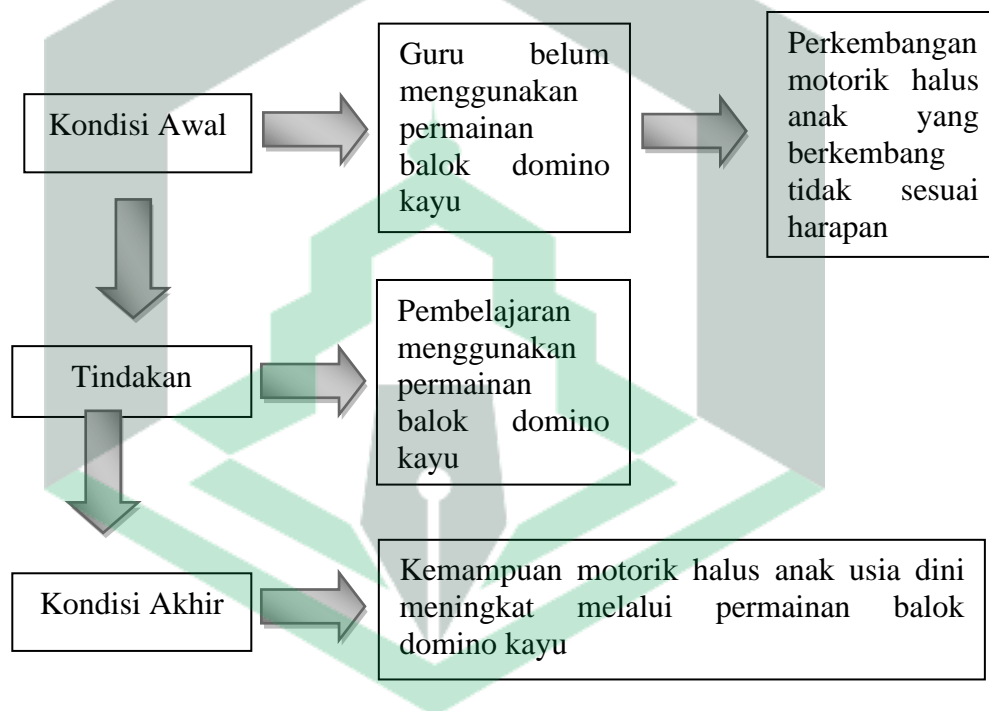 Kondisi Awal
Guru belum
menggunakan
permainan
balok domino
kayu
Perkembangan
motorik halus
anak yang
berkembang
tidak sesuai
harapan
Tindakan
Pembelajaran
menggunakan
permainan
balok domino
kayu
Kondisi Akhir
Kemampuan motorik halus anak usia dini
meningkat melalui permainan balok
domino kayu